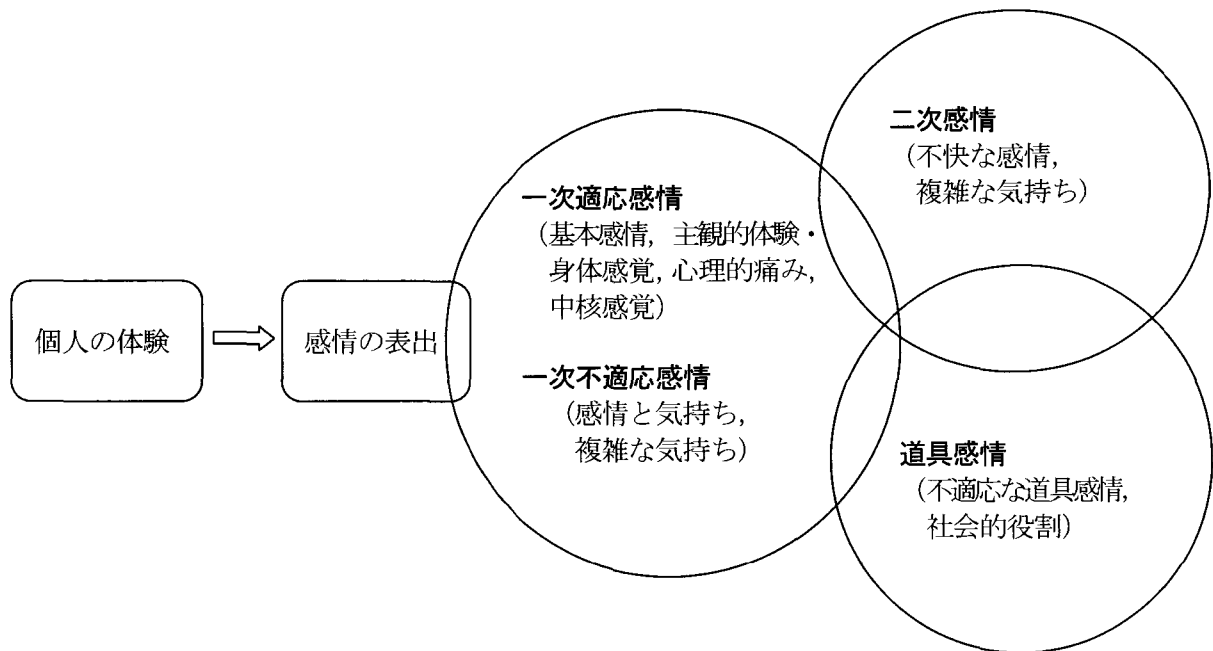 個人の体験
感情の表出
一次適応感情
(基本感情,主観的体験・
身体感覚,心理的痛み,
中核感覚)
一次不適応感情
(感情と気持ち,
複雑な気持ち)
二次感情
(不快な感情,
複雑な気持ち)
道具感情
(不適応な道具感情,
社会的役割)